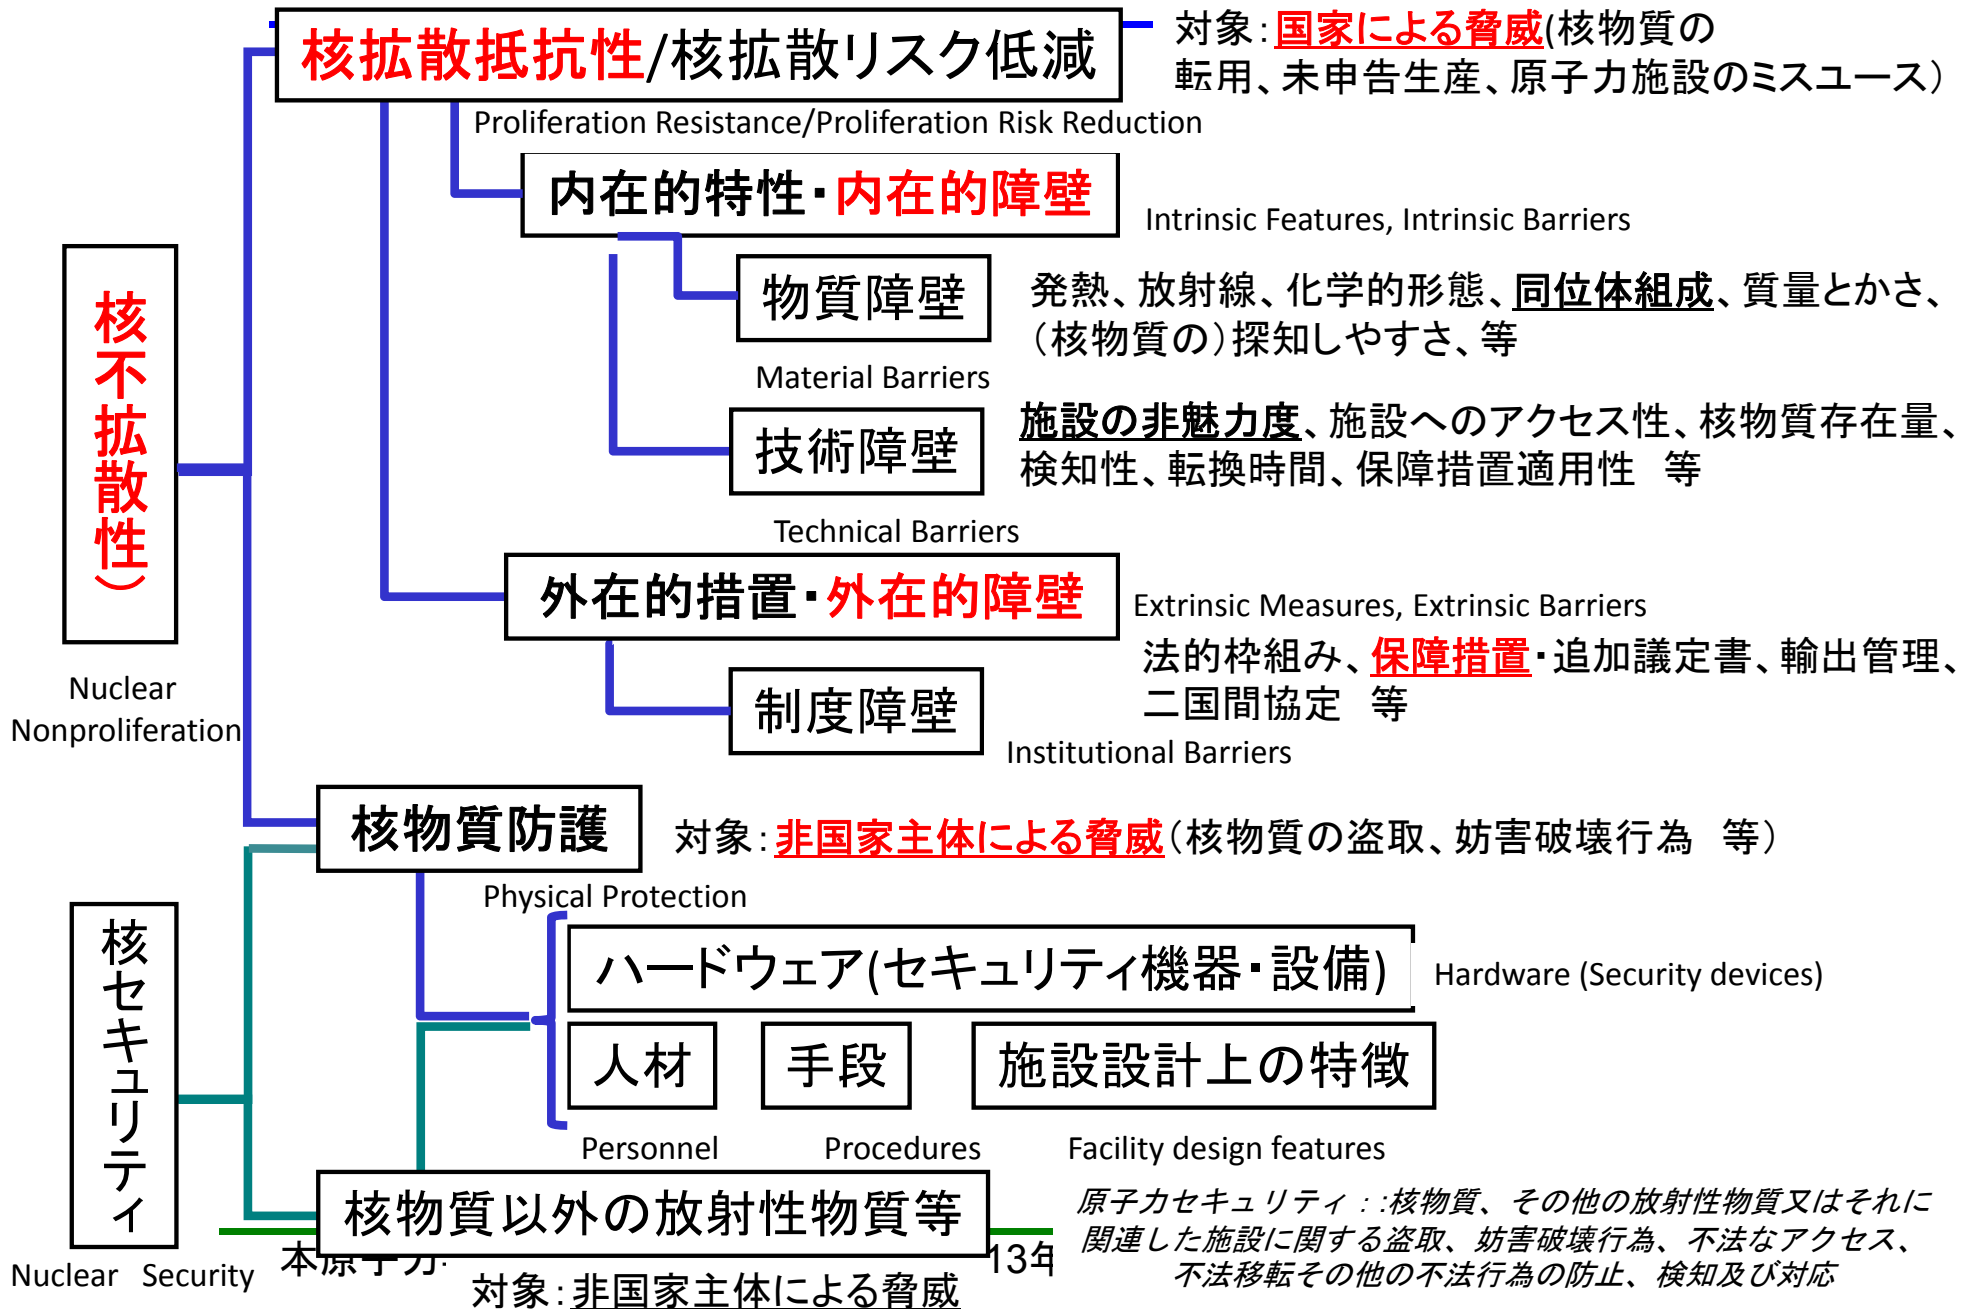 核拡散抵抗性/核拡散リスク低減
対象：国家による脅威(核物質の
転用、未申告生産、原子力施設のミスユース）
Proliferation Resistance/Proliferation Risk Reduction
内在的特性・内在的障壁
Intrinsic Features, Intrinsic Barriers
物質障壁
発熱、放射線、化学的形態、同位体組成、質量とかさ、
（核物質の）探知しやすさ、等
Material Barriers
技術障壁
施設の非魅力度、施設へのアクセス性、核物質存在量、
検知性、転換時間、保障措置適用性　等
Technical Barriers
外在的措置・外在的障壁
Extrinsic Measures, Extrinsic Barriers
法的枠組み、保障措置・追加議定書、輸出管理、
二国間協定　等
制度障壁
Institutional Barriers
核不拡散性）
Nuclear
Nonproliferation
核物質防護
対象：非国家主体による脅威（核物質の盗取、妨害破壊行為　等）
Physical Protection
ハードウェア(セキュリティ機器・設備)
Hardware (Security devices)
人材　手段　施設設計上の特徴
Personnel Procedures Facility design features
核セキュリティ
Nuclear Security
核物質以外の放射性物質等
本原子力
13年
対象：非国家主体による脅威
原子力セキュリティ：:核物質、その他の放射性物質又はそれに
関連した施設に関する盗取、妨害破壊行為、不法なアクセス、
不法移転その他の不法行為の防止、検知及び対応